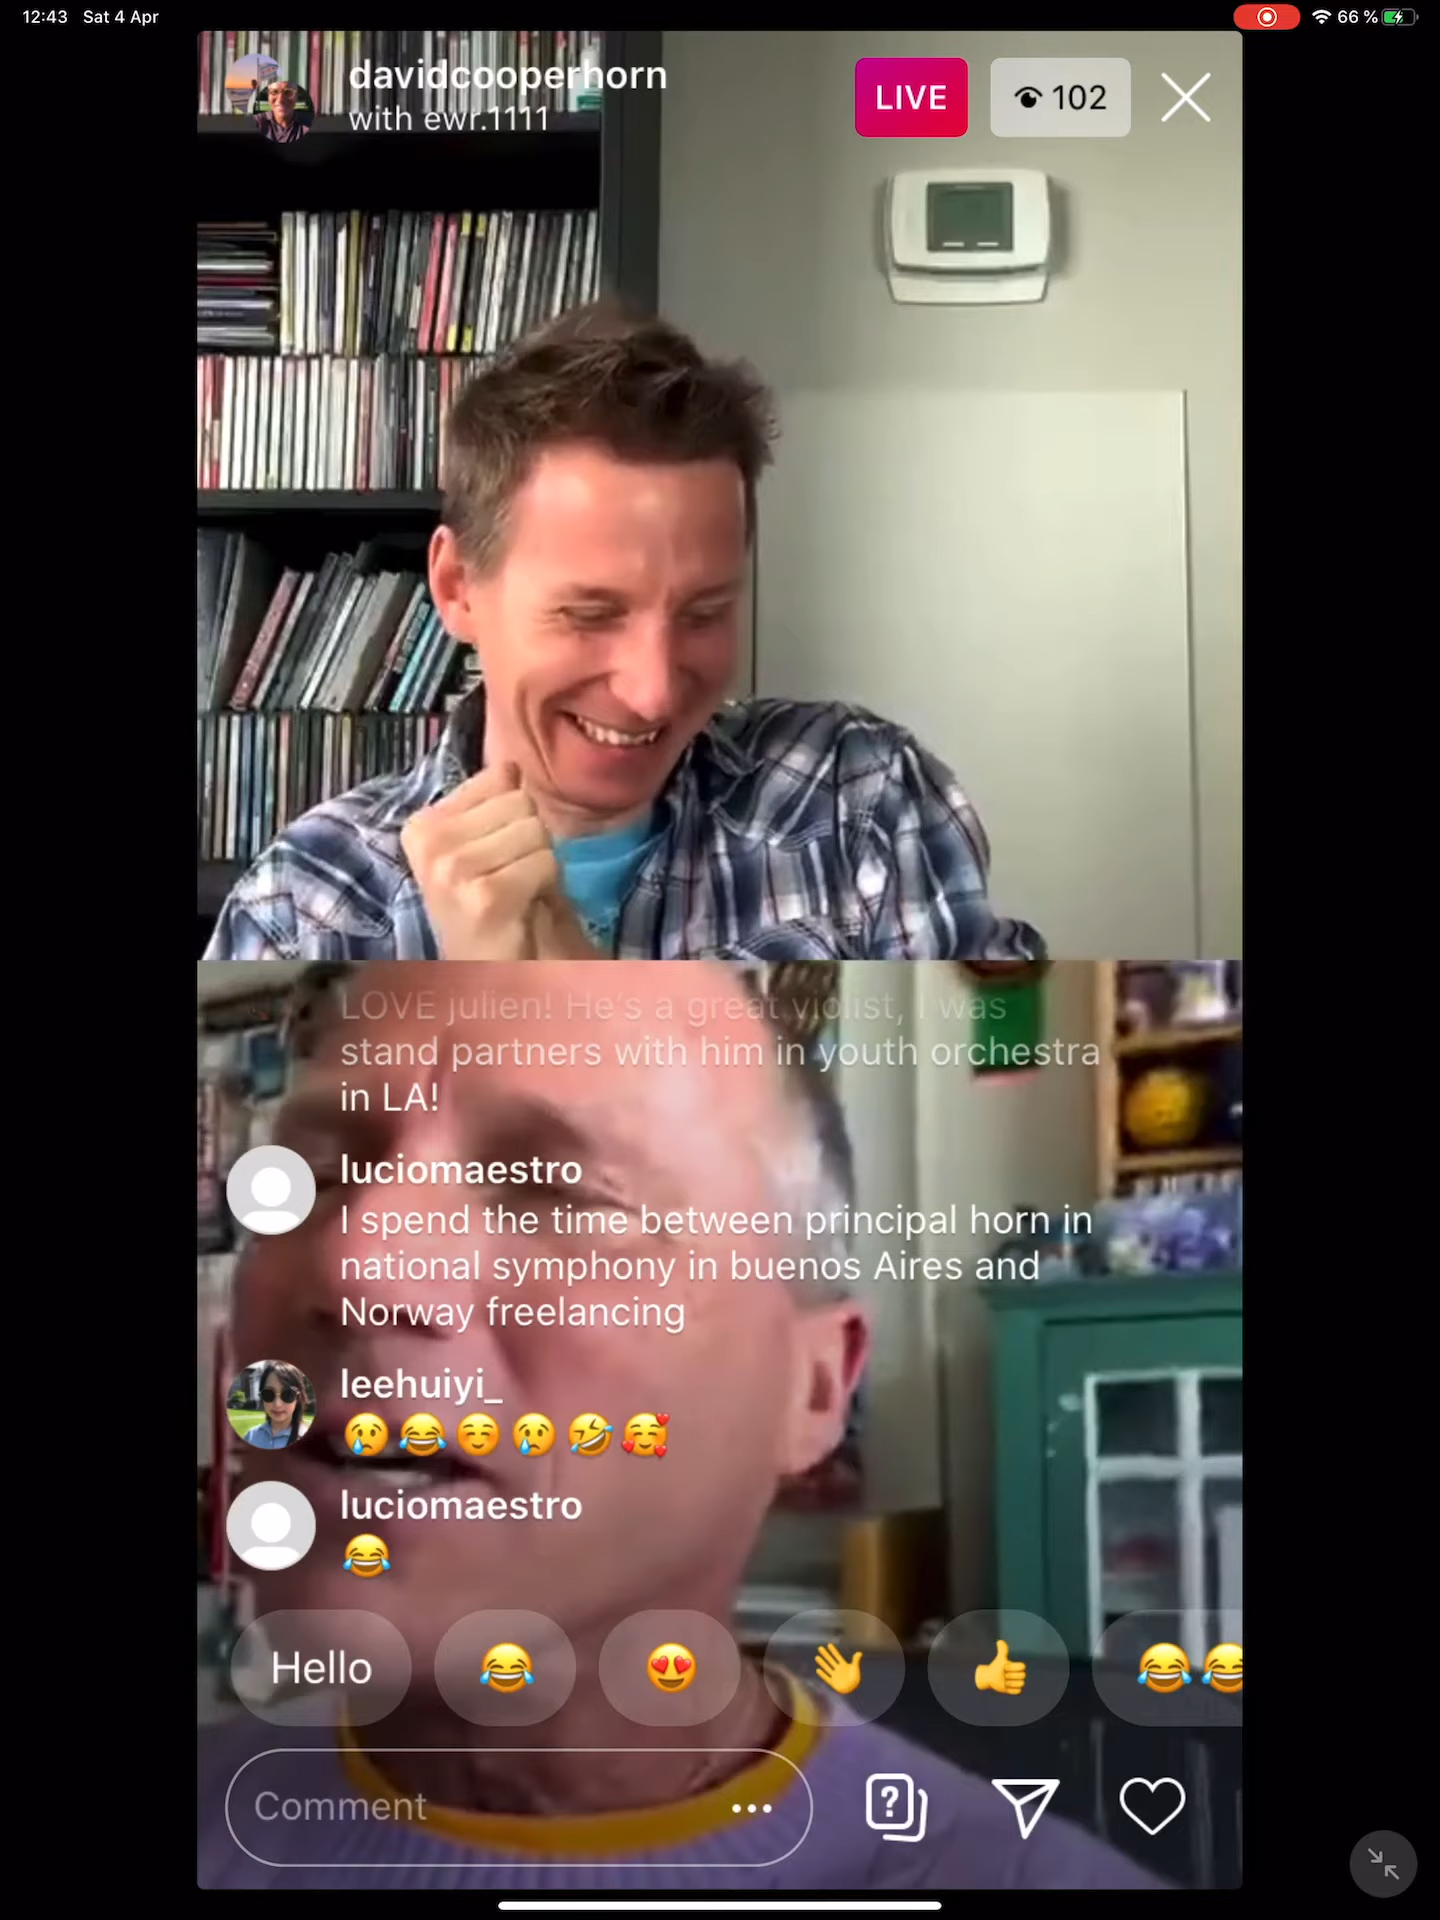 12:43 Sat 4 Apr
66 %
davidcooperhorn
with ewr.1111
LIVE
102
LOVE julien! He's a great violist, I was
stand partners with him in youth orchestra
in LA!
luciomaestro
I spend the time between principal horn in
national symphony in buenos Aires and
Norway freelancing
leehuiyi_
😢😂☺️😢🤣🥰
luciomaestro
😂
Hello 😂 😍 👋 👍 😂😂
Comment